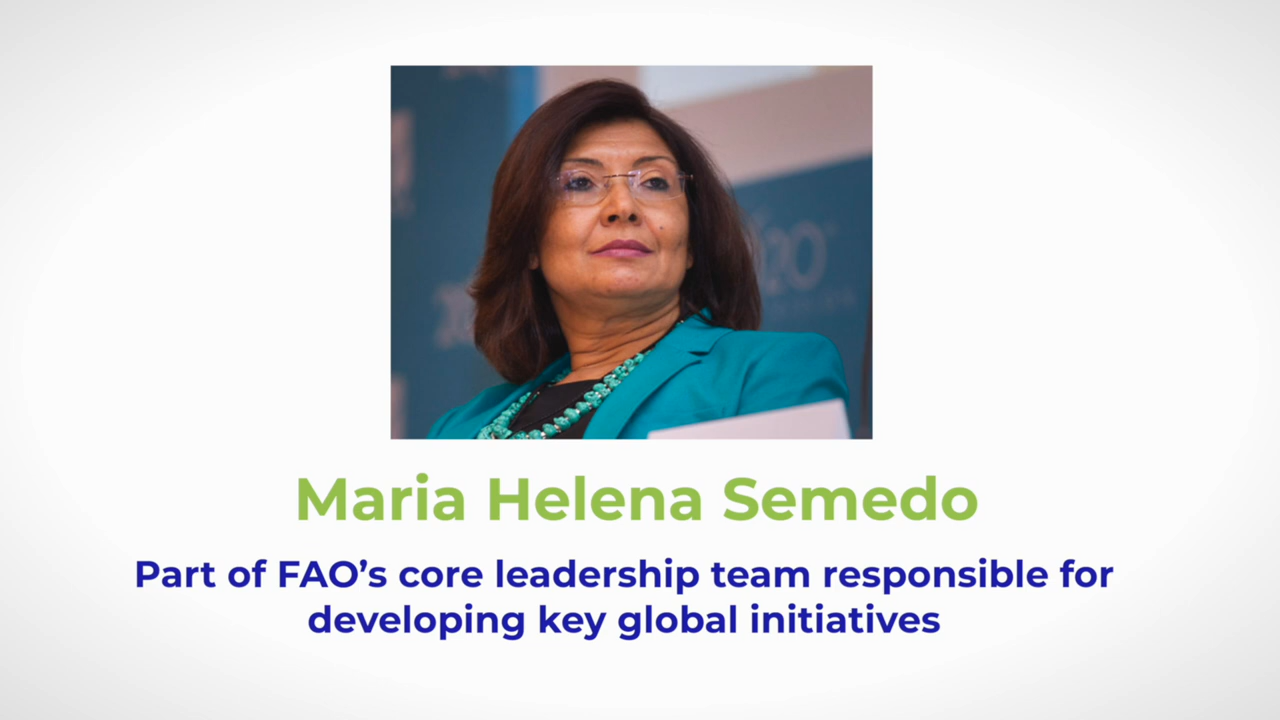 Maria Helena Semedo
Part of FAO’s core leadership team responsible for
developing key global initiatives